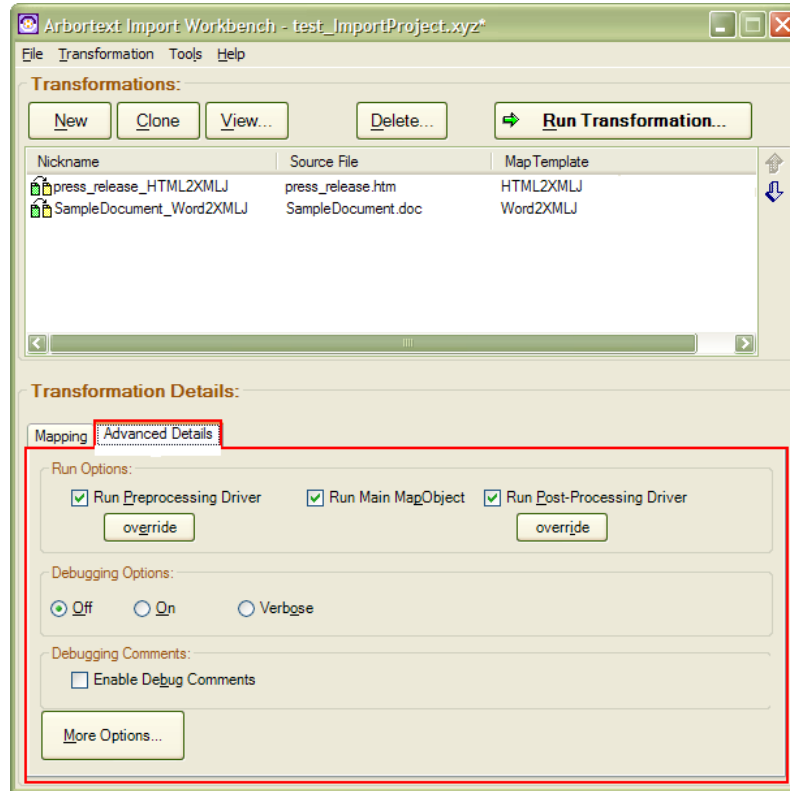 Arbortext Import Workbench - test_ImportProject.xyz*
File Transformation Tools Help
Transformations:
New Clone View... Delete... Run Transformation...
Nickname Source File MapTemplate
press_release_HTML2XMLJ press_release.htm HTML2XMLJ
SampleDocument_Word2XMLJ SampleDocument.doc Word2XMLJ
Transformation Details:
Mapping Advanced Details
Run Options:
Run Preprocessing Driver Run Main MapObject Run Post-Processing Driver
override override
Debugging Options:
Off On Verbose
Debugging Comments:
Enable Debug Comments
More Options...